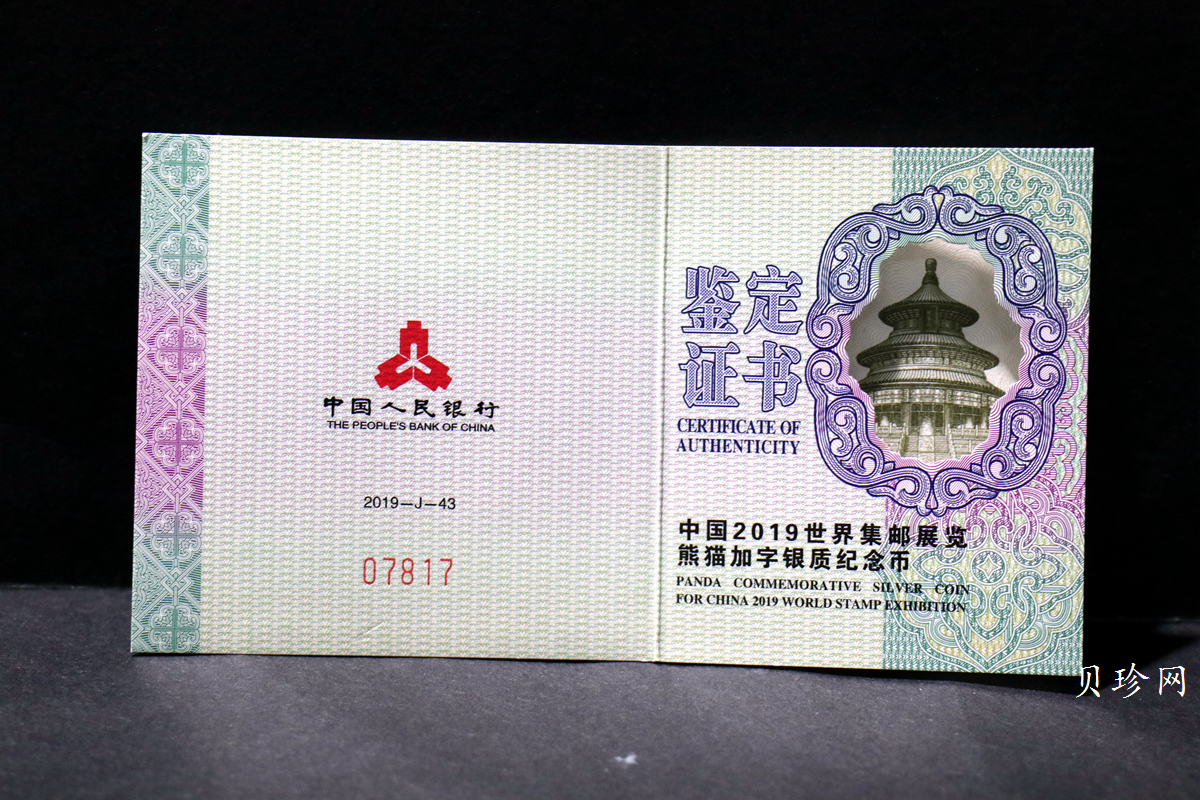 中国人民银行
THE PEOPLE'S BANK OF CHINA
2019—J—43
07817
鉴定
证书
CERTIFICATE OF
AUTHENTICITY
中国2019世界集邮展览
熊猫加字银质纪念币
PANDA COMMEMORATIVE SILVER COIN
FOR CHINA 2019 WORLD STAMP EXHIBITION
贝珍网